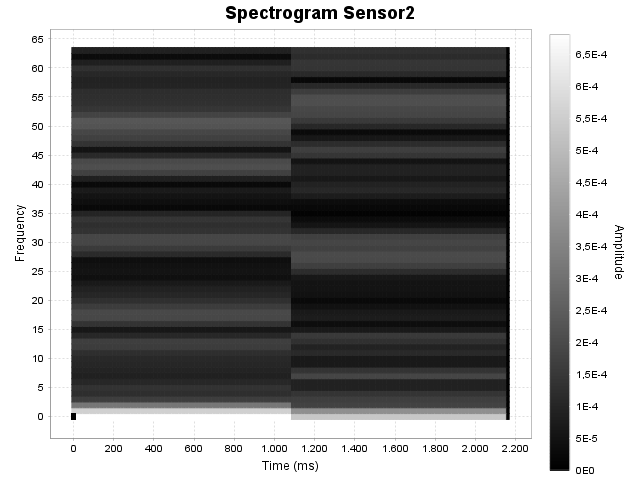 Spectrogram Sensor2
65
60
55
50
45
40
35
30
25
20
15
10
5
0
Frequency
0 200 400 600 800 1.000 1.200 1.400 1.600 1.800 2.000 2.200
Time (ms)
6,5E-4
6E-4
5,5E-4
5E-4
4,5E-4
4E-4
3,5E-4
3E-4
2,5E-4
2E-4
1,5E-4
1E-4
5E-5
0E0
Amplitude